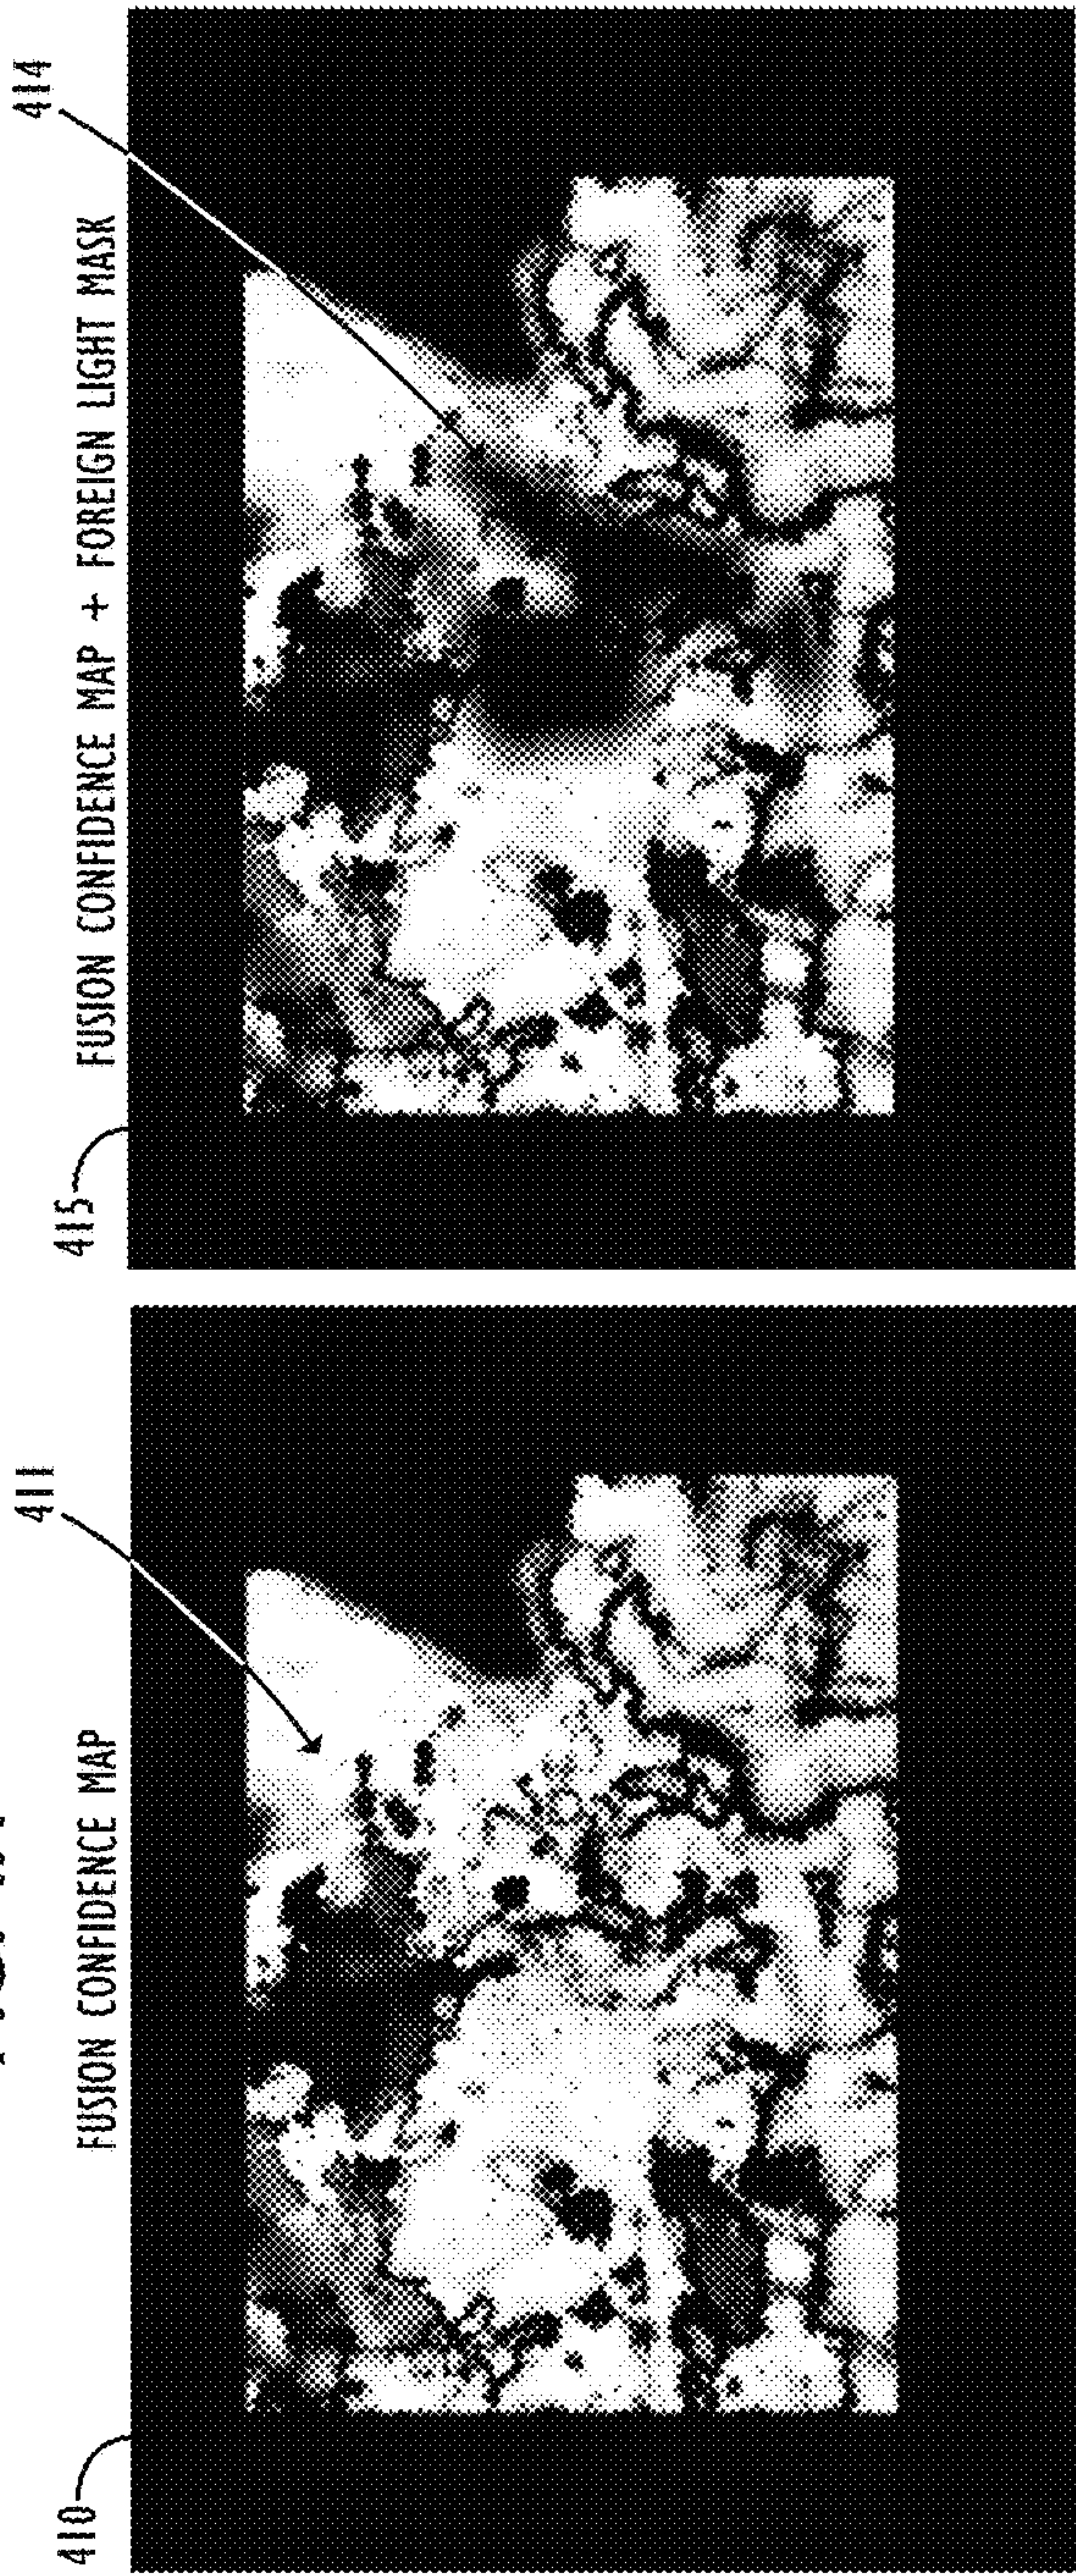 FUSION CONFIDENCE MAP
410
411
FUSION CONFIDENCE MAP + FOREIGN LIGHT MASK
415
414